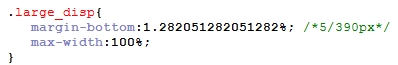 .large_disp{
margin-bottom:1.282051282051282%; /*5/390px*/
max-width:100%;
}